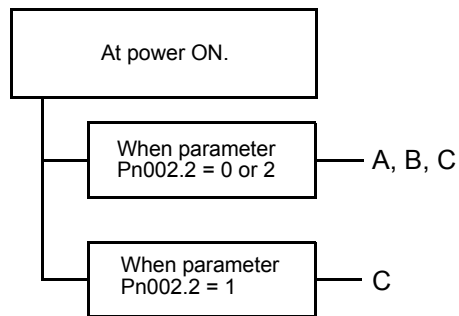 At power ON.
When parameter
Pn002.2 = 0 or 2
A, B, C
When parameter
Pn002.2 = 1
C